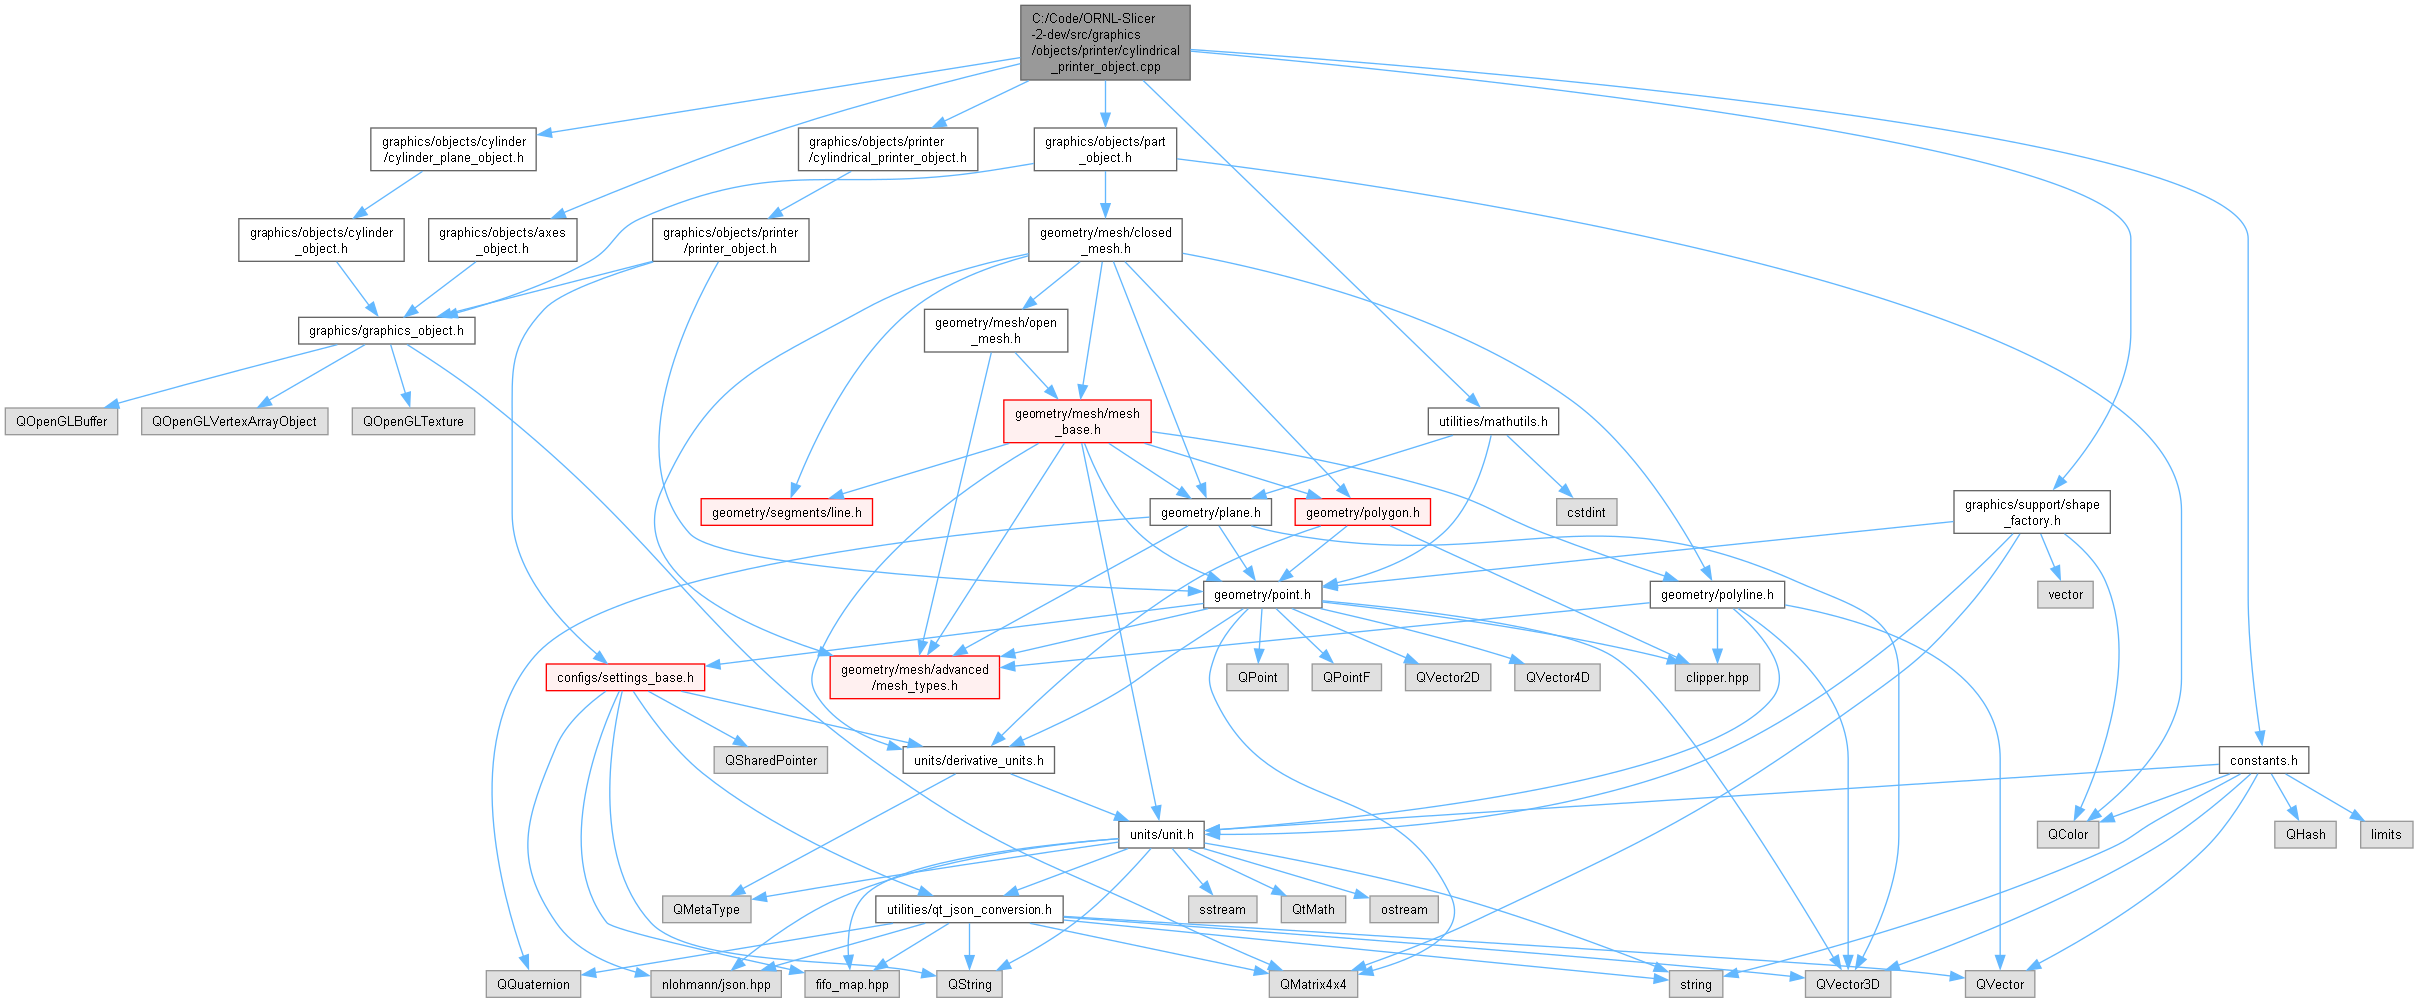 C:/Code/ORNL-Slicer
-2-dev/src/graphics
/objects/printer/cylindrical
_printer_object.cpp
graphics/objects/cylinder
/cylinder_plane_object.h
graphics/objects/printer
/cylindrical_printer_object.h
graphics/objects/part
_object.h
graphics/objects/cylinder
_object.h
graphics/objects/axes
_object.h
graphics/objects/printer
/printer_object.h
geometry/mesh/closed
_mesh.h
graphics/graphics_object.h
geometry/mesh/open
_mesh.h
QOpenGLBuffer
QOpenGLVertexArrayObject
QOpenGLTexture
geometry/mesh/mesh
_base.h
utilities/mathutils.h
geometry/segments/line.h
geometry/plane.h
geometry/polygon.h
cstdint
graphics/support/shape
_factory.h
geometry/point.h
geometry/polyline.h
vector
configs/settings_base.h
geometry/mesh/advanced
/mesh_types.h
QPoint
QPointF
QVector2D
QVector4D
clipper.hpp
QSharedPointer
units/derivative_units.h
constants.h
units/unit.h
QColor
QHash
limits
QMetaType
utilities/qt_json_conversion.h
sstream
QtMath
ostream
QQuaternion
nlohmann/json.hpp
fifo_map.hpp
QString
QMatrix4x4
string
QVector3D
QVector